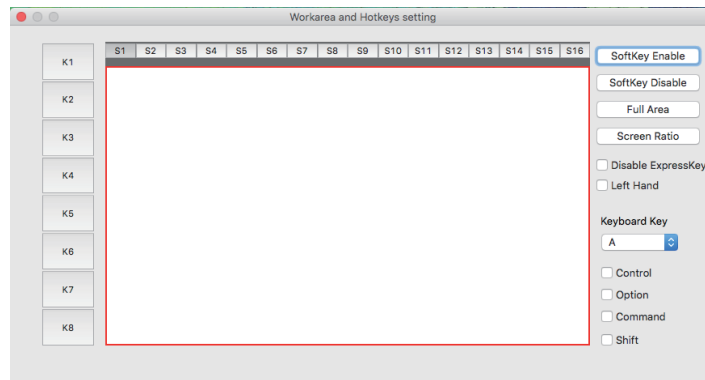 Workarea and Hotkeys setting
S1 S2 S3 S4 S5 S6 S7 S8 S9 S10 S11 S12 S13 S14 S15 S16
K1
K2
K3
K4
K5
K6
K7
K8
SoftKey Enable
SoftKey Disable
Full Area
Screen Ratio
Disable ExpressKey
Left Hand
Keyboard Key
A
Control
Option
Command
Shift